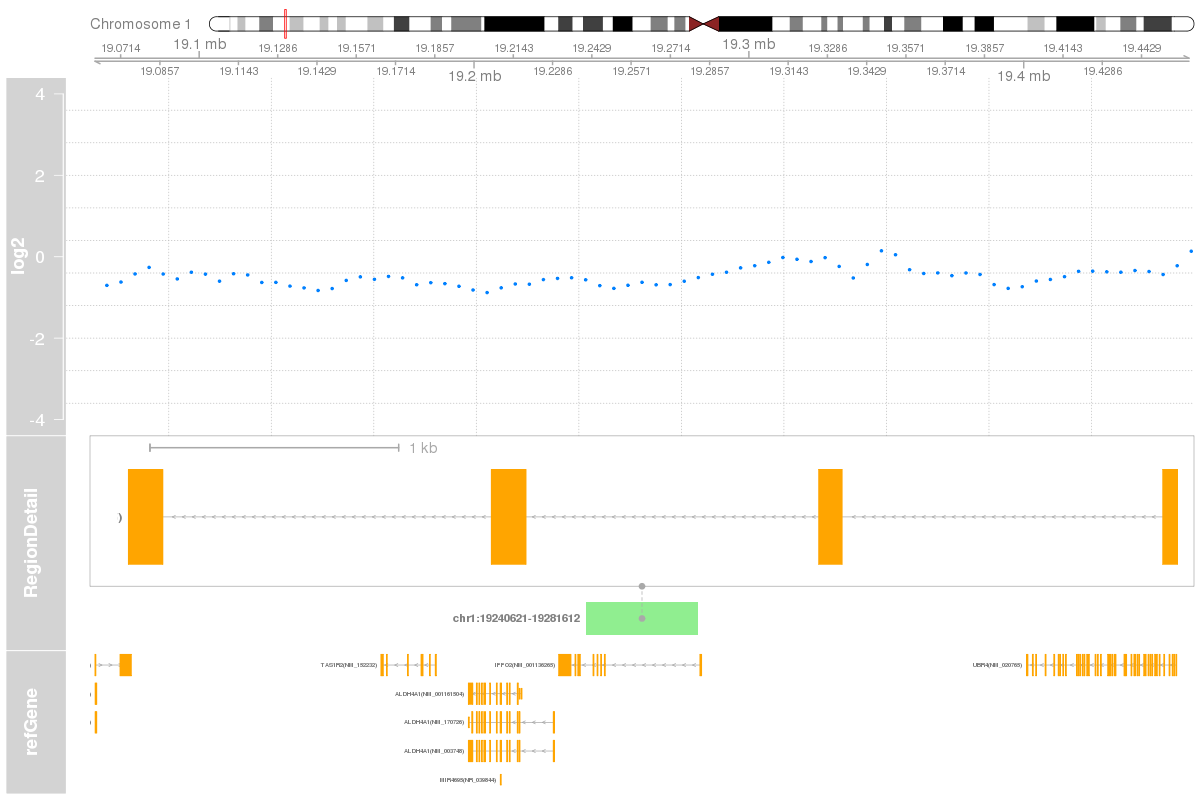 Chromosome 1
19.0714 19.1 mb 19.1286 19.1571 19.1857 19.2143 19.2429 19.2714 19.3 mb 19.3286 19.3571 19.3857 19.4143 19.4429
19.0857 19.1143 19.1429 19.1714 19.2 mb 19.2286 19.2571 19.2857 19.3143 19.3429 19.3714 19.4 mb 19.4286
4
2
0
-2
-4
log2
1 kb
)
RegionDetail
chr1:19240621-19281612
TAS1R2(NM_152232) IFFO2(NM_001136265) UBR4(NM_020765)
ALDH4A1(NM_001161504)
ALDH4A1(NM_170726)
ALDH4A1(NM_003748)
MIR4695(NR_039844)
refGene